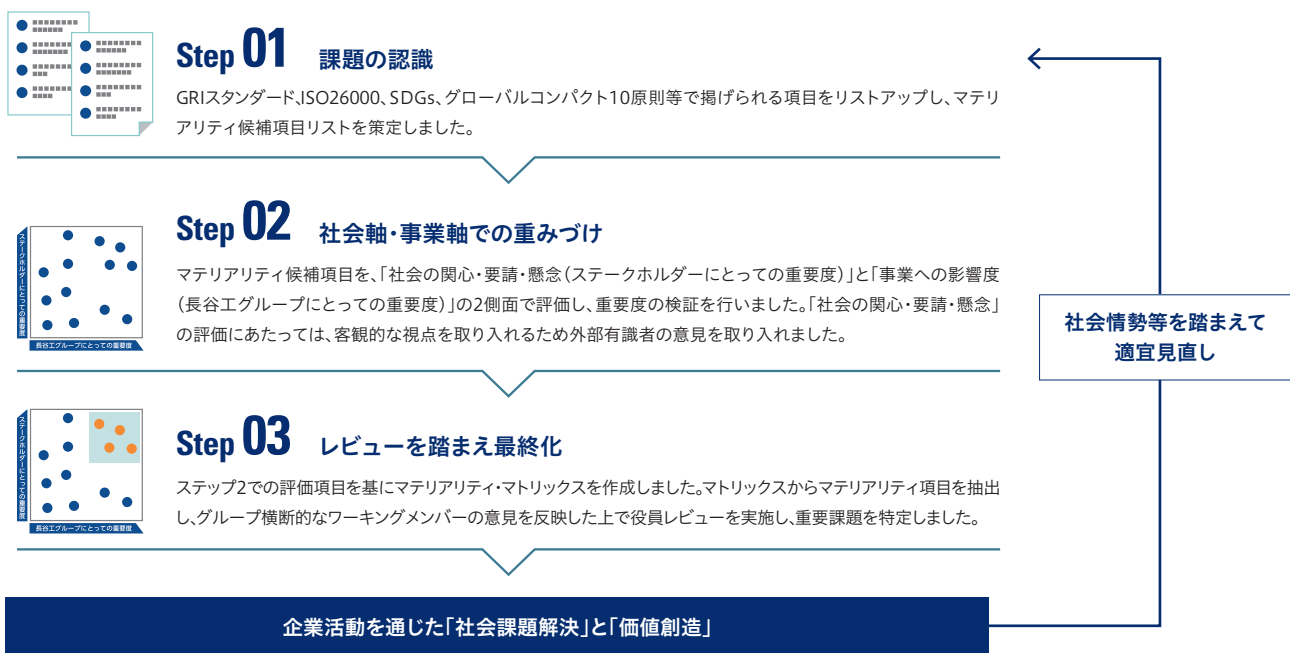 Step 01 課題の認識
GRIスタンダード、ISO26000、SDGs、グローバルコンパクト10原則等で掲げられる項目をリストアップし、マテリ
アリティ候補項目リストを策定しました。
Step 02 社会軸・事業軸での重みづけ
ステークホルダーにとっての重要度
長谷工グループにとっての重要度
マテリアリティ候補項目を、「社会の関心・要請・懸念(ステークホルダーにとっての重要度)」と「事業への影響度
(長谷工グループにとっての重要度)」の2側面で評価し、重要度の検証を行いました。「社会の関心・要請・懸念」
の評価にあたっては、客観的な視点を取り入れるため外部有識者の意見を取り入れました。
Step 03 レビューを踏まえ最終化
ステークホルダーにとっての重要度
長谷工グループにとっての重要度
ステップ2での評価項目を基にマテリアリティ・マトリックスを作成しました。マトリックスからマテリアリティ項目を抽出
し、グループ横断的なワーキングメンバーの意見を反映した上で役員レビューを実施し、重要課題を特定しました。
企業活動を通じた「社会課題解決」と「価値創造」
社会情勢等を踏まえて
適宜見直し